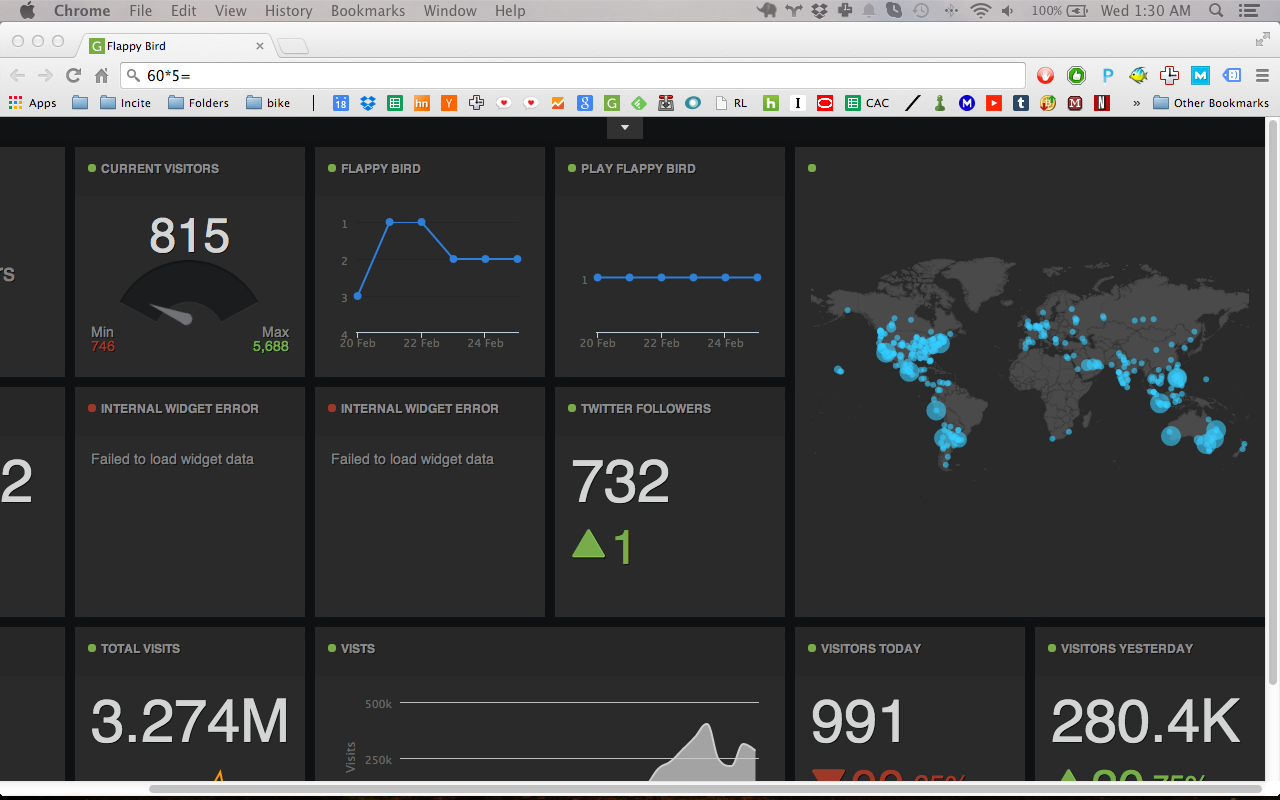 Chrome File Edit View History Bookmarks Window Help 100% Wed 1:30 AM
G Flappy Bird
60*5=
Apps Incite Folders bike 18 hn Y 8 G RL h I CAC M t M N » Other Bookmarks
CURRENT VISITORS
815
Min
746
Max
5,688
FLAPPY BIRD
1
2
3
4
20 Feb 22 Feb 24 Feb
PLAY FLAPPY BIRD
1
20 Feb 22 Feb 24 Feb
rs
2
INTERNAL WIDGET ERROR
Failed to load widget data
INTERNAL WIDGET ERROR
Failed to load widget data
TWITTER FOLLOWERS
732
1
TOTAL VISITS
3.274M
VISTS
500k
250k
Visits
VISITORS TODAY
991
VISITORS YESTERDAY
280.4K